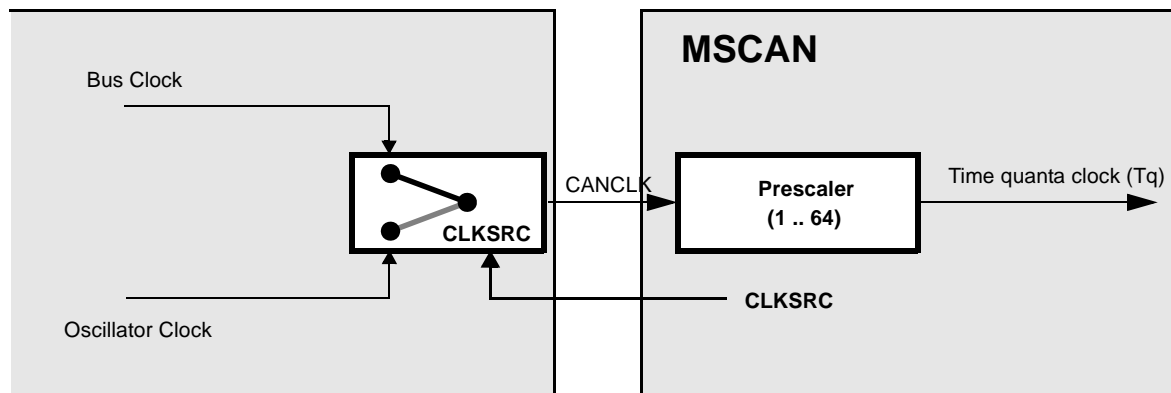 MSCAN
Bus Clock
CANCLK
Prescaler
(1 .. 64)
Time quanta clock (Tq)
CLKSRC
CLKSRC
Oscillator Clock